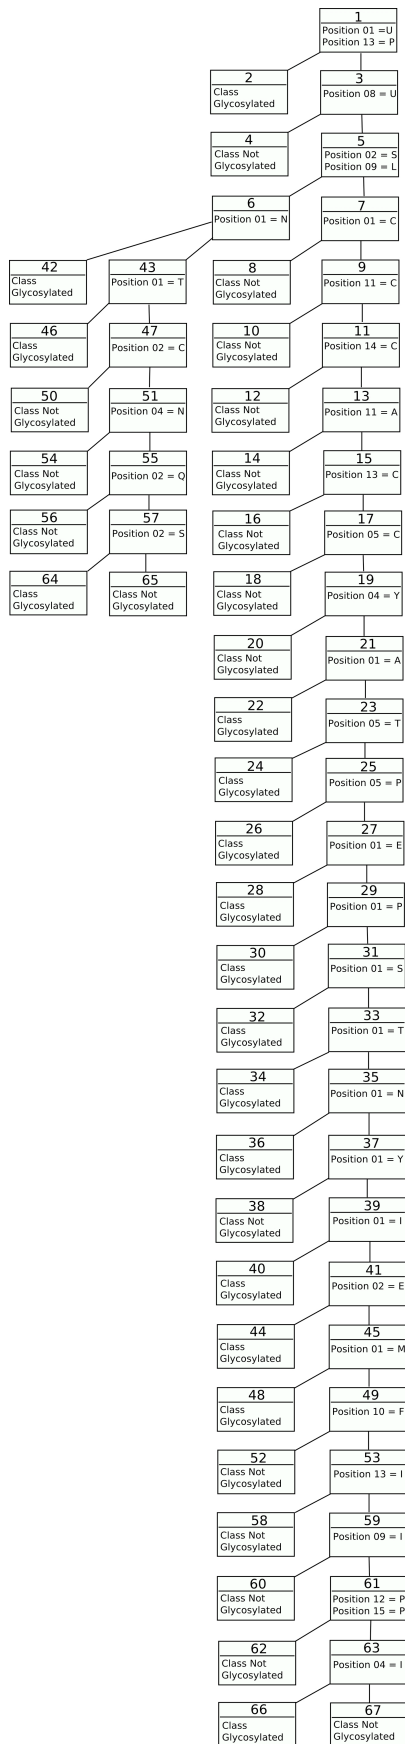 1
Position 01 =U
Position 13 = P
2
Class
Glycosylated
3
Position 08 = U
4
Class Not
Glycosylated
5
Position 02 = S
Position 09 = L
6
Position 01 = N
7
Position 01 = C
42
Class
Glycosylated
43
Position 01 = T
8
Class Not
Glycosylated
9
Position 11 = C
46
Class
Glycosylated
47
Position 02 = C
10
Class Not
Glycosylated
11
Position 14 = C
50
Class Not
Glycosylated
51
Position 04 = N
12
Class Not
Glycosylated
13
Position 11 = A
54
Class Not
Glycosylated
55
Position 02 = Q
14
Class Not
Glycosylated
15
Position 13 = C
56
Class Not
Glycosylated
57
Position 02 = S
16
Class Not
Glycosylated
17
Position 05 = C
64
Class
Glycosylated
65
Class Not
Glycosylated
18
Class Not
Glycosylated
19
Position 04 = Y
20
Class Not
Glycosylated
21
Position 01 = A
22
Class
Glycosylated
23
Position 05 = T
24
Class
Glycosylated
25
Position 05 = P
26
Class
Glycosylated
27
Position 01 = E
28
Class
Glycosylated
29
Position 01 = P
30
Class
Glycosylated
31
Position 01 = S
32
Class
Glycosylated
33
Position 01 = T
34
Class
Glycosylated
35
Position 01 = N
36
Class
Glycosylated
37
Position 01 = Y
38
Class Not
Glycosylated
39
Position 01 = I
40
Class
Glycosylated
41
Position 02 = E
44
Class
Glycosylated
45
Position 01 = M
48
Class
Glycosylated
49
Position 10 = F
52
Class Not
Glycosylated
53
Position 13 = I
58
Class Not
Glycosylated
59
Position 09 = I
60
Class Not
Glycosylated
61
Position 12 = P
Position 15 = P
62
Class Not
Glycosylated
63
Position 04 = I
66
Class
Glycosylated
67
Class Not
Glycosylated